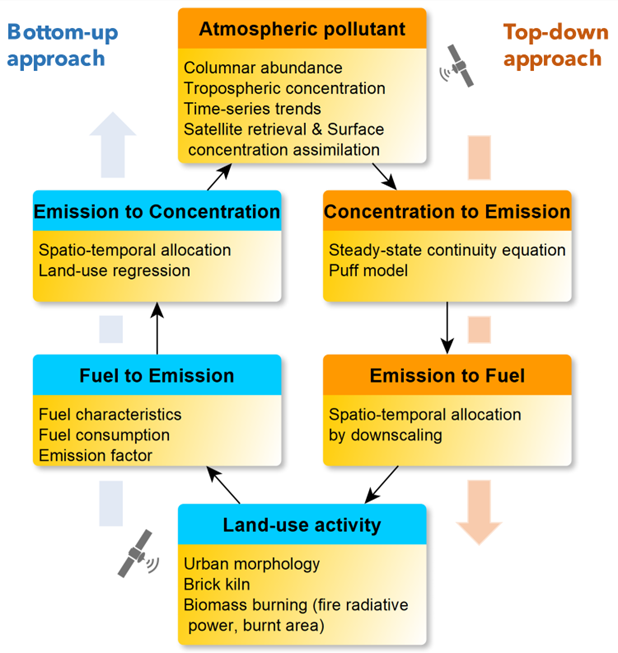 Bottom-up
approach
Top-down
approach
Atmospheric pollutant
Columnar abundance
Tropospheric concentration
Time-series trends
Satellite retrieval & Surface
concentration assimilation
Emission to Concentration
Spatio-temporal allocation
Land-use regression
Concentration to Emission
Steady-state continuity equation
Puff model
Fuel to Emission
Fuel characteristics
Fuel consumption
Emission factor
Emission to Fuel
Spatio-temporal allocation
by downscaling
Land-use activity
Urban morphology
Brick kiln
Biomass burning (fire radiative
power, burnt area)